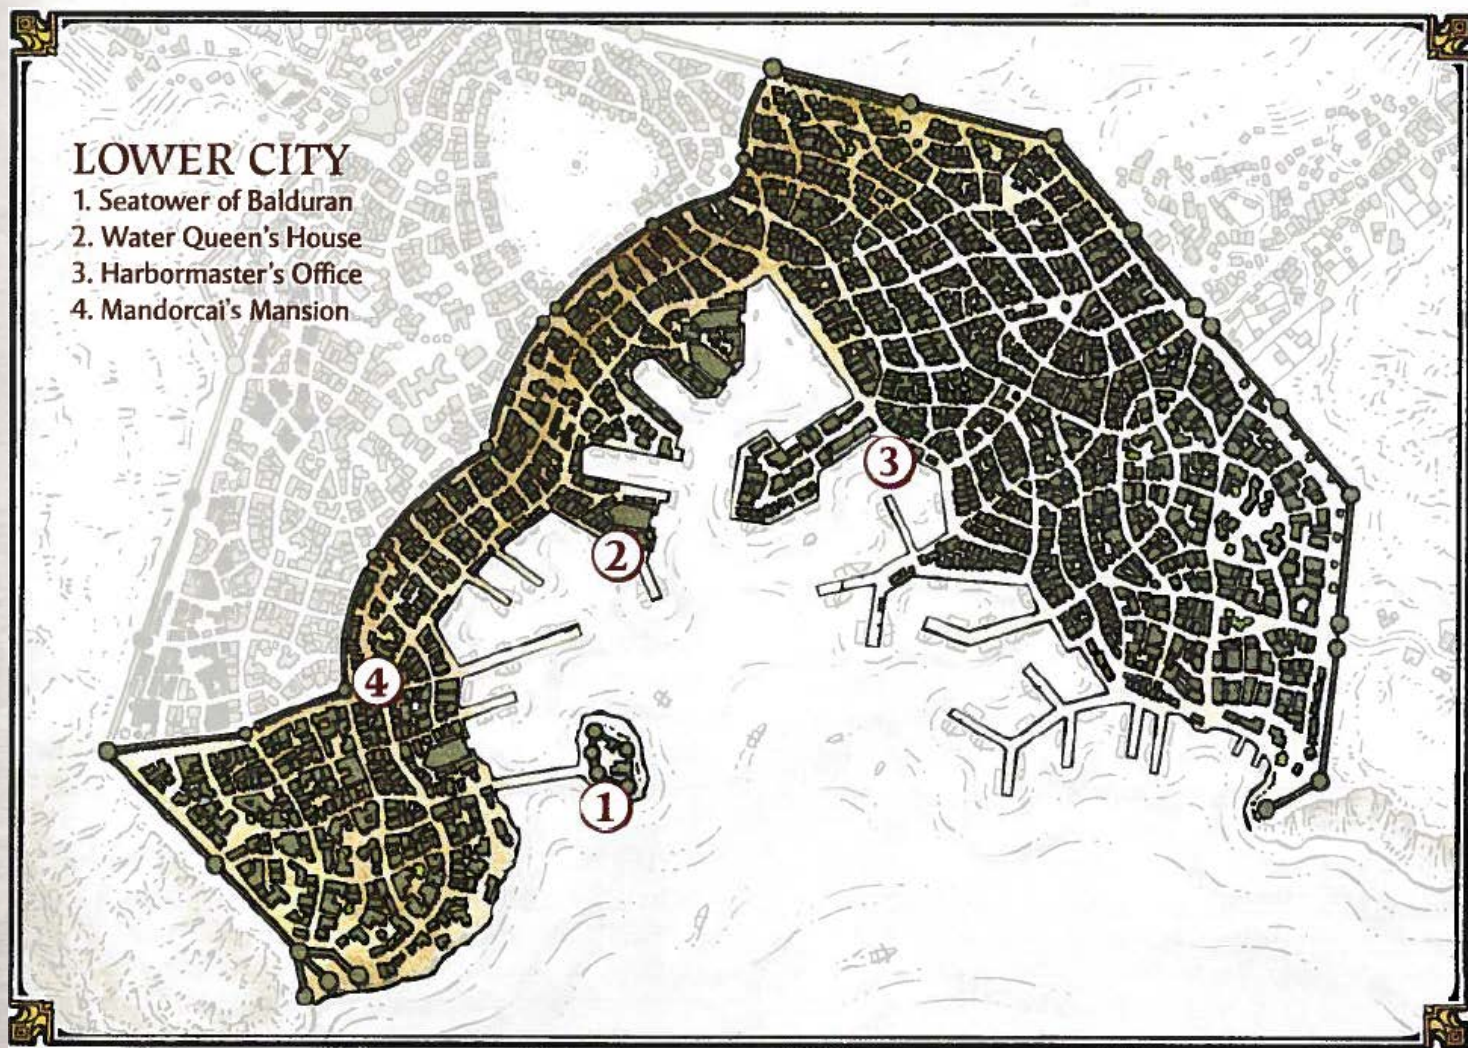 LOWER CITY
1. Seatower of Balduran
2. Water Queen's House
3. Harbormaster's Office
4. Mandorcai's Mansion
3
2
4
1